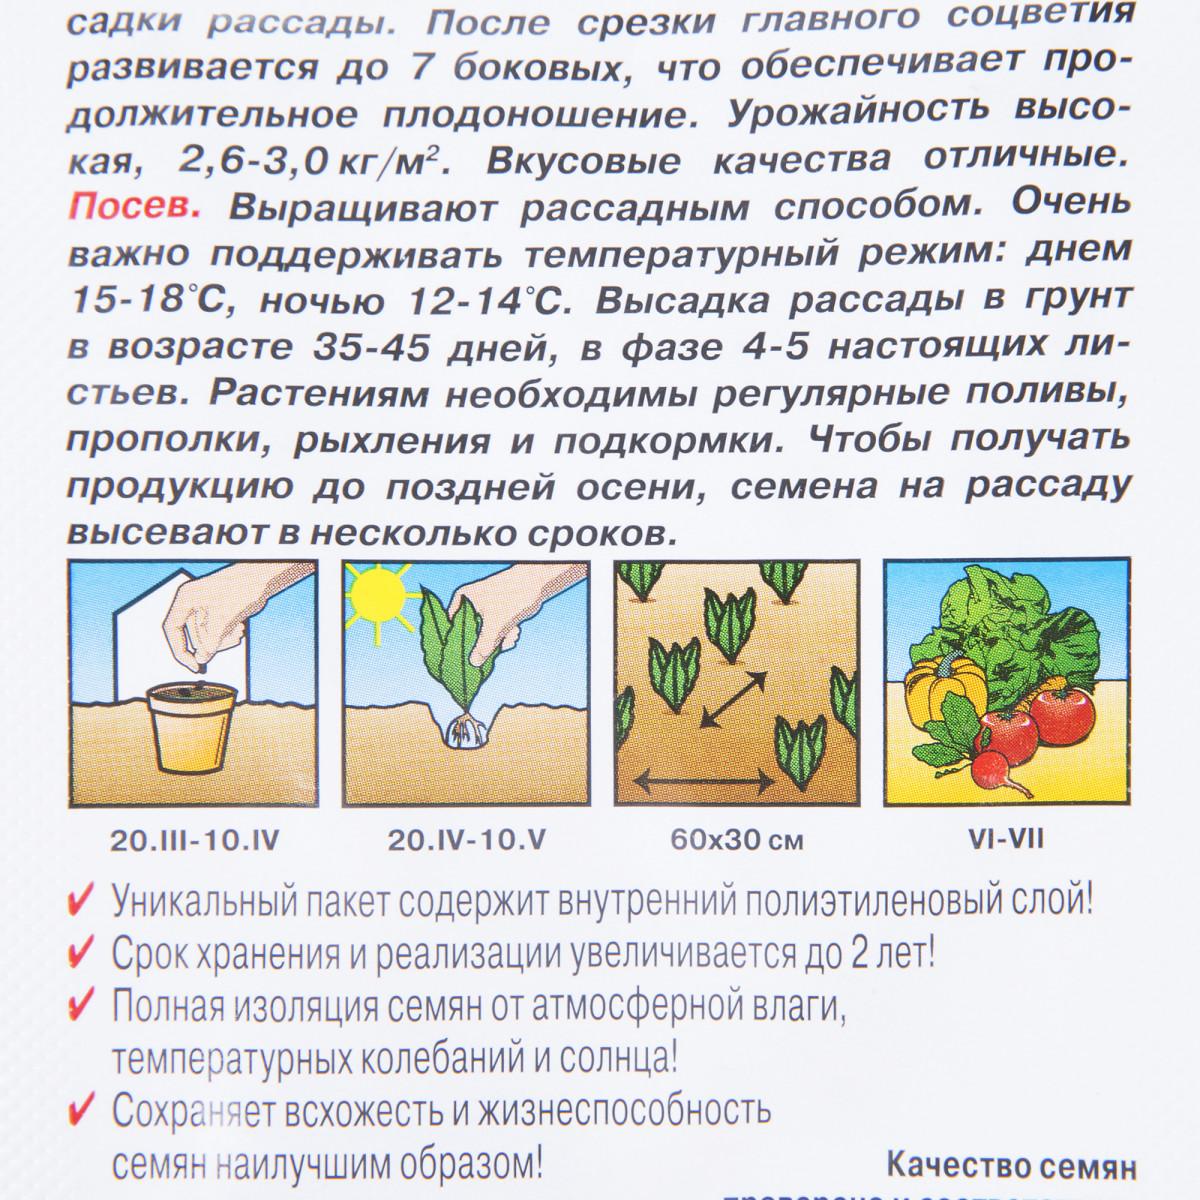 садки рассады. После срезки главного соцветия
развивается до 7 боковых, что обеспечивает про-
должительное плодоношение. Урожайность высо-
кая, 2,6-3,0 кг/м². Вкусовые качества отличные.
Посев. Выращивают рассадным способом. Очень
важно поддерживать температурный режим: днем
15-18°С, ночью 12-14°С. Высадка рассады в грунт
в возрасте 35-45 дней, в фазе 4-5 настоящих ли-
стьев. Растениям необходимы регулярные поливы,
прополки, рыхления и подкормки. Чтобы получать
продукцию до поздней осени, семена на рассаду
высевают в несколько сроков.
20.III-10.IV 20.IV-10.V 60х30 см VI-VII
✓ Уникальный пакет содержит внутренний полиэтиленовый слой!
✓ Срок хранения и реализации увеличивается до 2 лет!
✓ Полная изоляция семян от атмосферной влаги,
температурных колебаний и солнца!
✓ Сохраняет всхожесть и жизнеспособность
семян наилучшим образом!
Качество семян